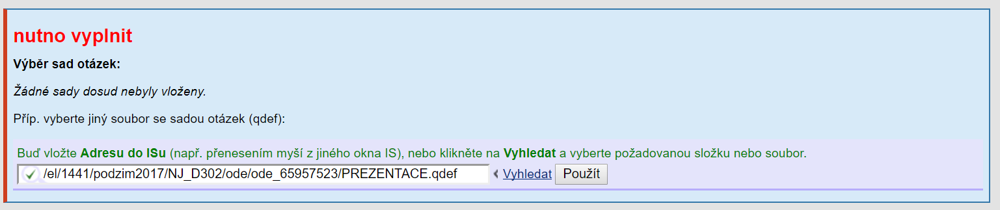 nutno vyplnit
Výběr sad otázek:
Žádné sady dosud nebyly vloženy.
Příp. vyberte jiný soubor se sadou otázek (qdef):
Buď vložte Adresu do ISu (např. přenesením myší z jiného okna IS), nebo klikněte na Vyhledat a vyberte požadovanou složku nebo soubor.
/el/1441/podzim2017/NJ_D302/ode/ode_65957523/PREZENTACE.qdef Vyhledat Použít